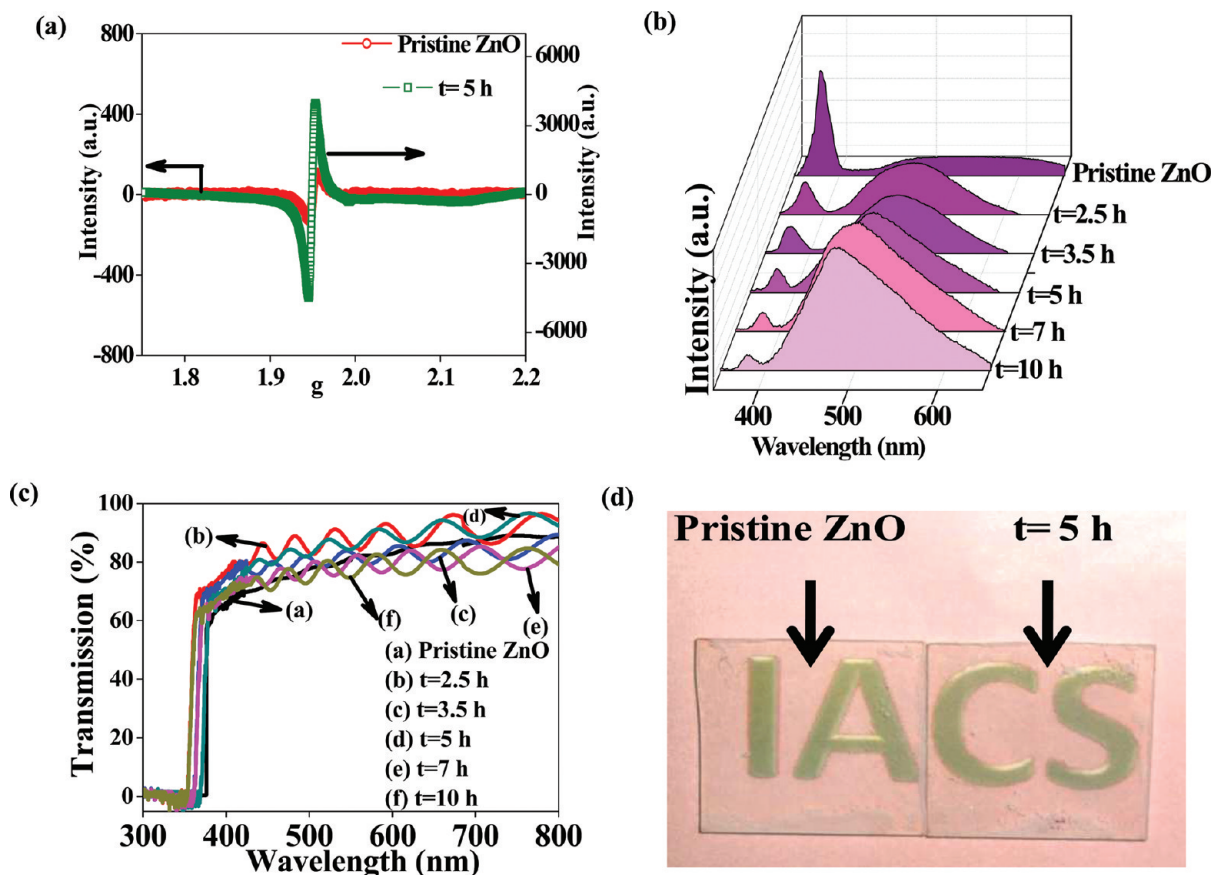 (a)
800
400
0
-400
-800
Intensity (a.u.)
Pristine ZnO
t= 5 h
6000
3000
0
-3000
-6000
Intensity (a.u.)
1.8 1.9 2.0 2.1 2.2
g
(b)
Intensity (a.u.)
Pristine ZnO
t=2.5 h
t=3.5 h
t=5 h
t=7 h
t=10 h
400 500 600
Wavelength (nm)
(c)
100
80
60
40
20
0
Transmission (%)
(b)
(d)
(a)
(f)
(c)
(e)
(a) Pristine ZnO
(b) t=2.5 h
(c) t=3.5 h
(d) t=5 h
(e) t=7 h
(f) t=10 h
300 400 500 600 700 800
Wavelength (nm)
(d)
Pristine ZnO t= 5 h
IACS